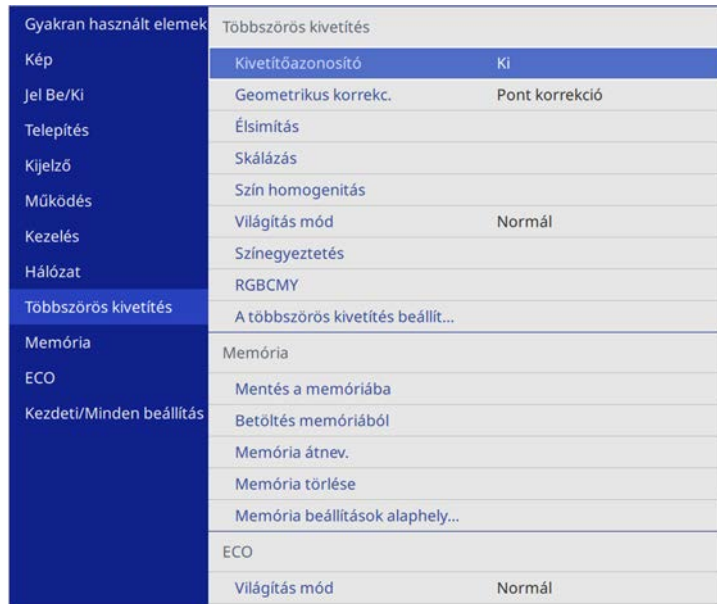 Gyakran használt elemek
Kép
Jel Be/Ki
Telepítés
Kijelző
Működés
Kezelés
Hálózat
Többszörös kivetítés
Memória
ECO
Kezdeti/Minden beállítás
Többszörös kivetítés
Kivetítőazonosító Ki
Geometrikus korrekc. Pont korrekció
Élsimítás
Skálázás
Szín homogenitás
Világítás mód Normál
Színegyeztetés
RGBCMY
A többszörös kivetítés beállít...
Memória
Mentés a memóriába
Betöltés memóriából
Memória átnev.
Memória törlése
Memória beállítások alaphely...
ECO
Világítás mód Normál